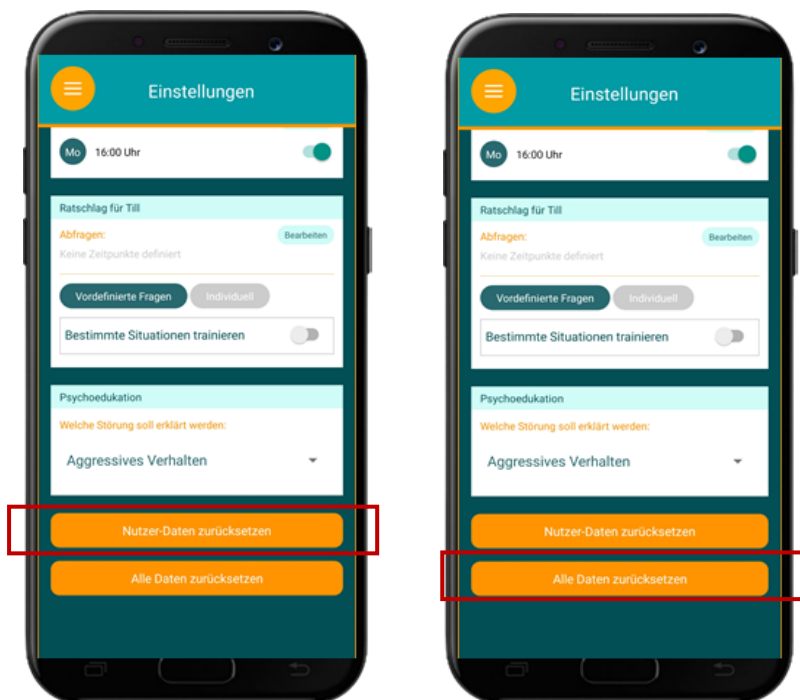 Einstellungen
Mo 16:00 Uhr
Ratschlag für Till
Abfragen: Bearbeiten
Keine Zeitpunkte definiert
Vordefinierte Fragen Individuell
Bestimmte Situationen trainieren
Psychoedukation
Welche Störung soll erklärt werden:
Aggressives Verhalten
Nutzer-Daten zurücksetzen
Alle Daten zurücksetzen
Einstellungen
Mo 16:00 Uhr
Ratschlag für Till
Abfragen: Bearbeiten
Keine Zeitpunkte definiert
Vordefinierte Fragen Individuell
Bestimmte Situationen trainieren
Psychoedukation
Welche Störung soll erklärt werden:
Aggressives Verhalten
Nutzer-Daten zurücksetzen
Alle Daten zurücksetzen